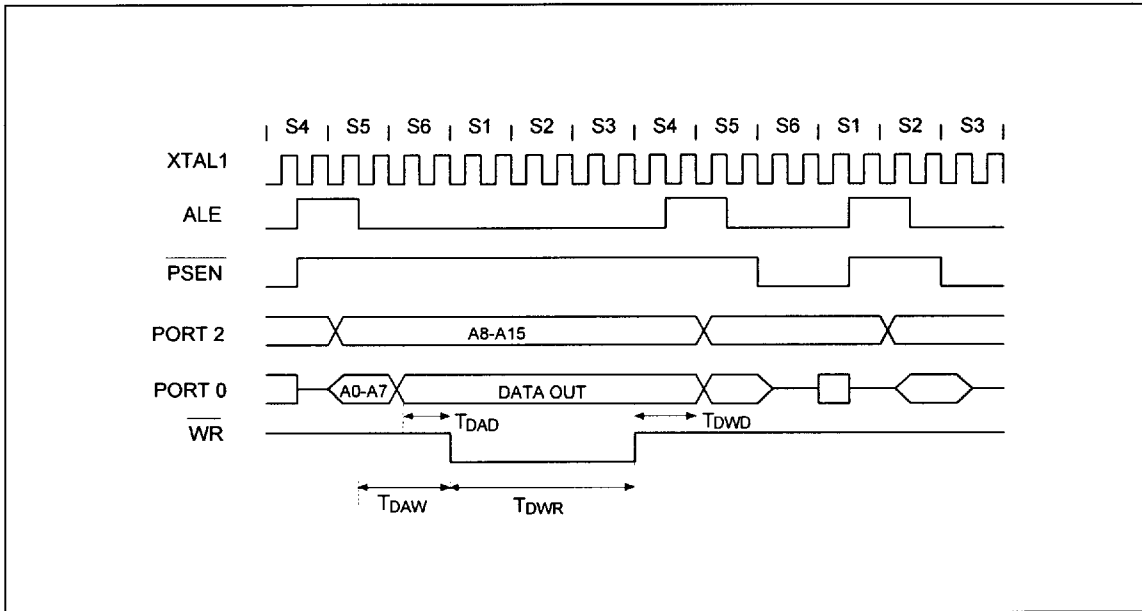 S4 S5 S6 S1 S2 S3 S4 S5 S6 S1 S2 S3
XTAL1
ALE
PSEN
PORT 2 A8-A15
PORT 0 A0-A7 DATA OUT
TDAD TDWD
WR
TDAW TDWR